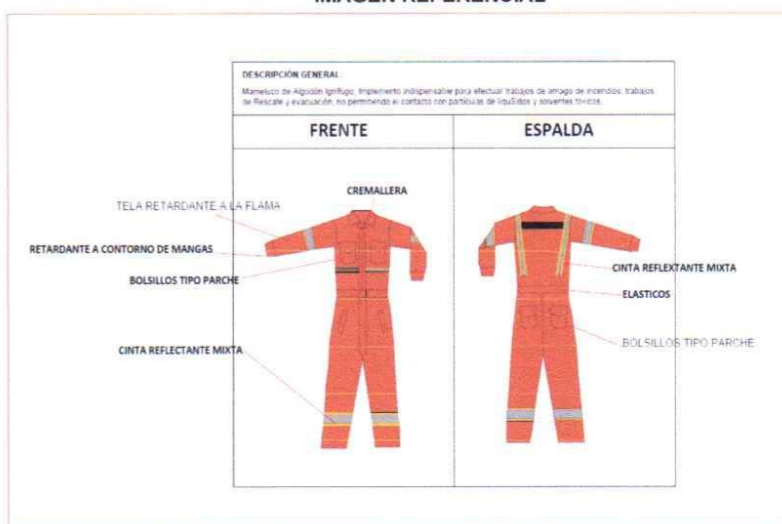 IMAGEN REFERENCIAL
DESCRIPCIÓN GENERAL:
Mameluco de Algodón Ignífugo, Implemento indispensable para efectuar trabajos de amago de incendios, trabajos
de Rescate y evacuación, no permitiendo el contacto con partículas de liquSidos y solventes tóxicos.
FRENTE
ESPALDA
CREMALLERA
TELA RETARDANTE A LA FLAMA
RETARDANTE A CONTORNO DE MANGAS
CINTA REFLEXTANTE MIXTA
BOLSILLOS TIPO PARCHE
ELASTICOS
BOLSILLOS TIPO PARCHE
CINTA REFLECTANTE MIXTA